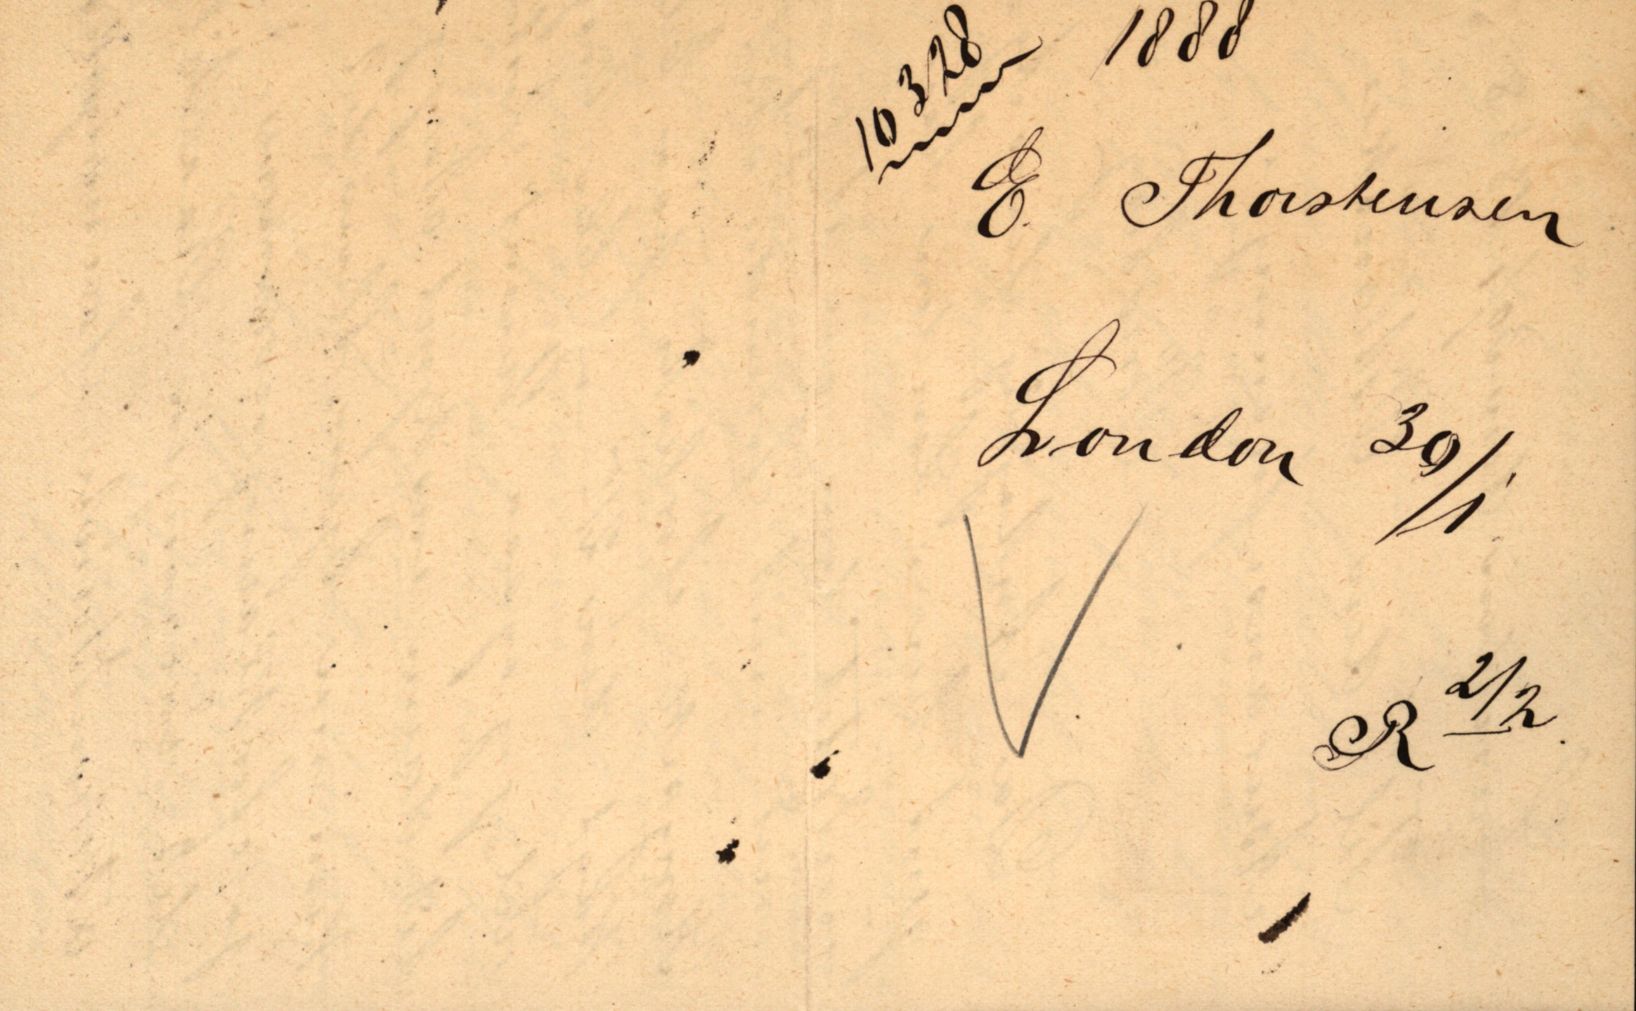 10328
1888
E. Thorstensen
London 30/1
R 2/2